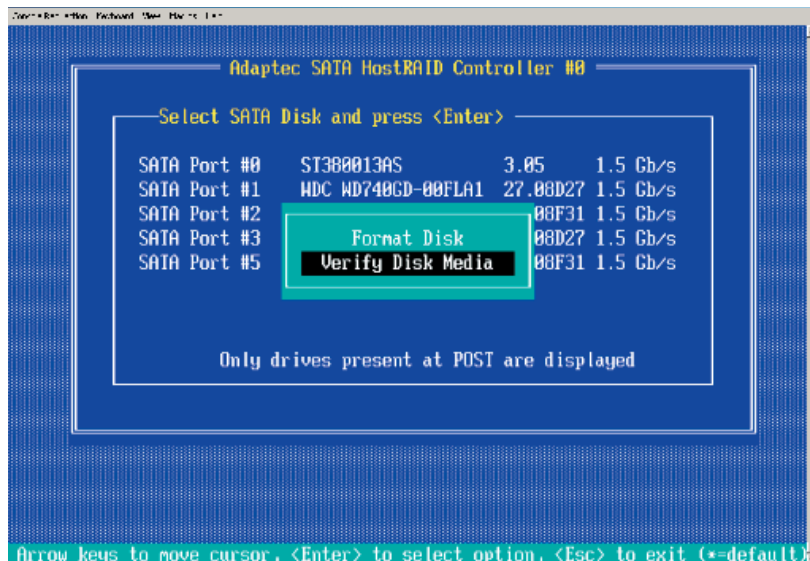 Keyboard View
Adaptec SATA HostRAID Controller #0
Select SATA Disk and press <Enter>
SATA Port #0 ST380013AS 3.05 1.5 Gb/s
SATA Port #1 WDC WD740GD-00FLA1 27.08D27 1.5 Gb/s
SATA Port #2 08F31 1.5 Gb/s
SATA Port #3 Format Disk 08D27 1.5 Gb/s
SATA Port #5 Verify Disk Media 08F31 1.5 Gb/s
Only drives present at POST are displayed
Arrow keys to move cursor, <Enter> to select option, <Esc> to exit (*=default)